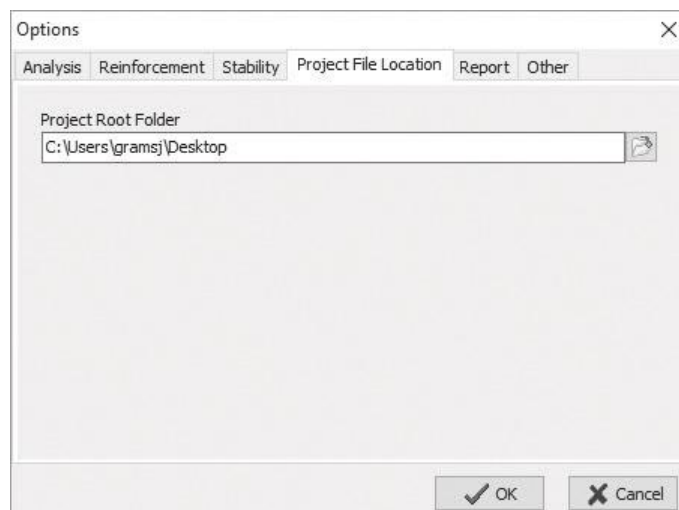 Options
Analysis Reinforcement Stability Project File Location Report Other
Project Root Folder
C:\Users\gramsj\Desktop
OK Cancel